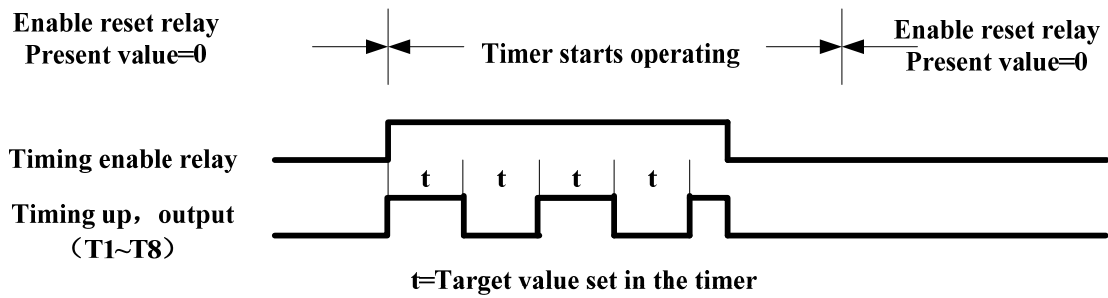 Enable reset relay
Present value=0
Timer starts operating
Enable reset relay
Present value=0
Timing enable relay
t t t t
Timing up，output
（T1~T8）
t=Target value set in the timer